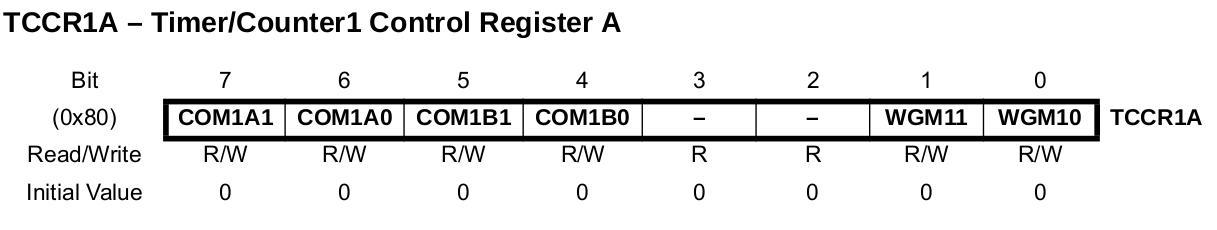 TCCR1A – Timer/Counter1 Control Register A
Bit 7 6 5 4 3 2 1 0
(0x80) COM1A1 COM1A0 COM1B1 COM1B0 – – WGM11 WGM10 TCCR1A
Read/Write R/W R/W R/W R/W R R R/W R/W
Initial Value 0 0 0 0 0 0 0 0